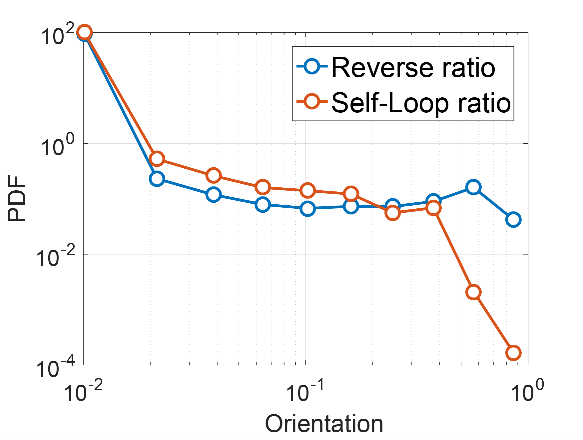 Reverse ratio
Self-Loop ratio
10^2
10^0
10^-2
10^-4
PDF
10^-2
10^-1
10^0
Orientation